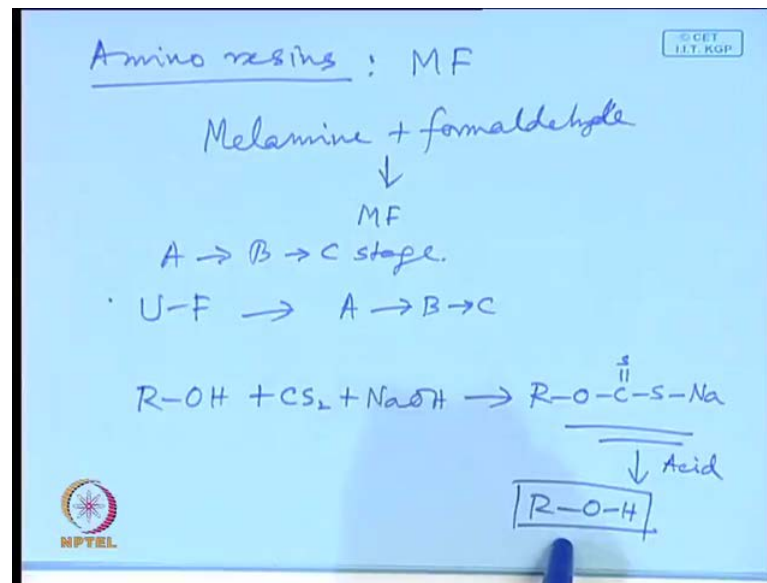 Amino resins : MF
© CET
I.I.T. KGP
Melamine + formaldehyde
↓
MF
A → B → C stage.
U-F → A → B → C
R-OH + CS₂ + NaOH → R-O-C-S-Na
S
||
↓ Acid
R-O-H
NPTEL